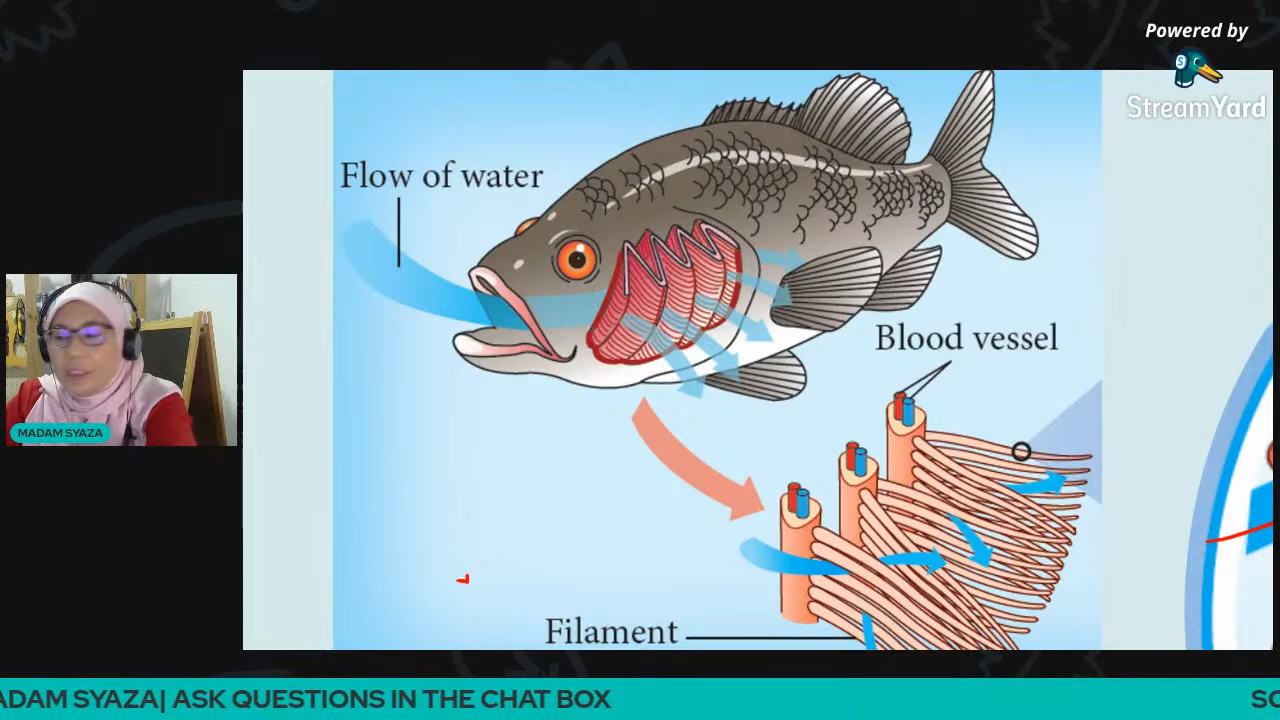 Powered by
StreamYard
Flow of water
Blood vessel
MADAM SYAZA
Filament
MADAM SYAZA| ASK QUESTIONS IN THE CHAT BOX
SC